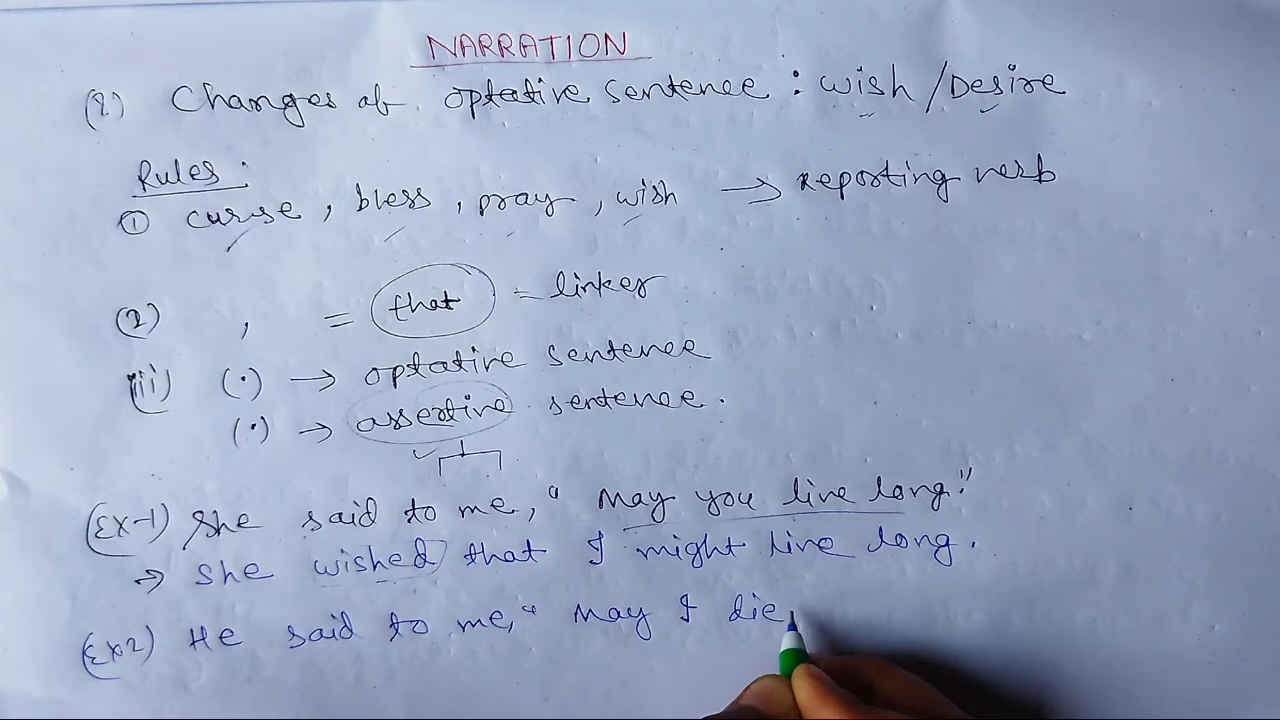 NARRATION
(2) Changes of optative sentence : wish/Desire
Rules :
① curse, bless, pray, wish → reporting verb
(2) , = that = linker
(iii) (.) → optative sentence
(.) → assertive sentence.
(Ex-1) She said to me, " may you live long."
→ She wished that I might live long.
(Ex2) He said to me, " may I die